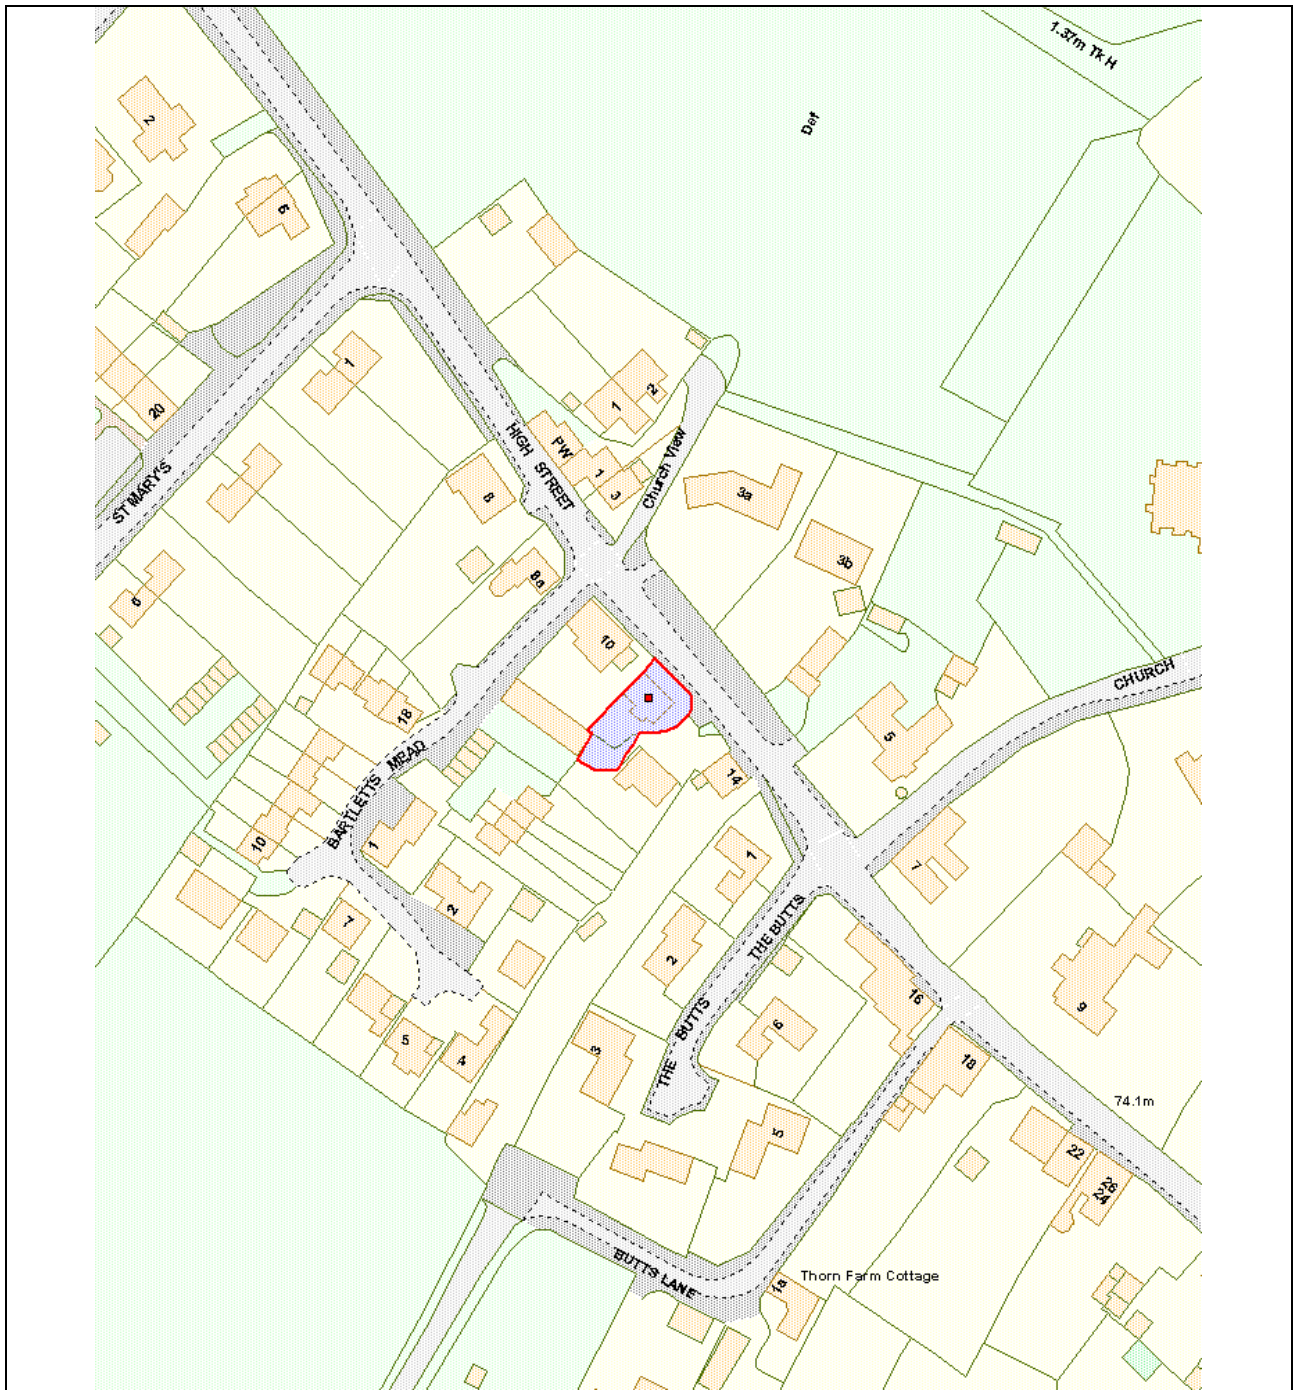 1.37m Tk H
Def
2
6
1
20
ST MARY'S
HIGH STREET
PW
1
3
1
2
Church View
3a
3b
8
8a
6
10
18
CHURCH
5
BARTLETTS MEAD
14
10
1
1
7
2
7
THE BUTTS
2
16
9
THE BUTTS
6
5
4
3
18
74.1m
5
22
26
24
BUTTS LANE
1a
Thorn Farm Cottage